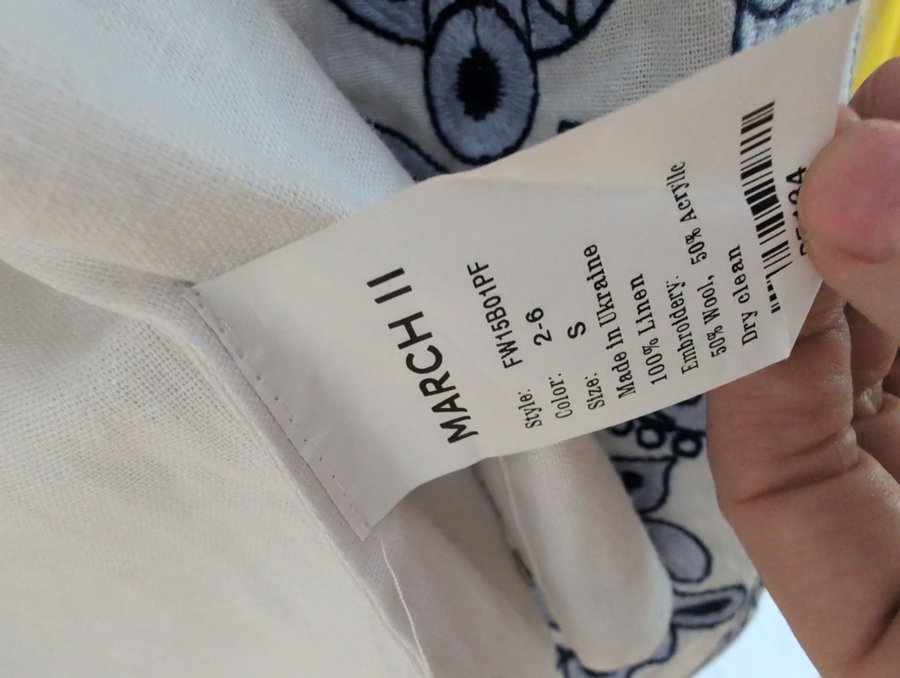 MARCH II
Style: FW15B01PF
Color: 2-6
Size: S
Made in Ukraine
100% Linen
Embroidery:
50% Wool, 50% Acrylic
Dry clean